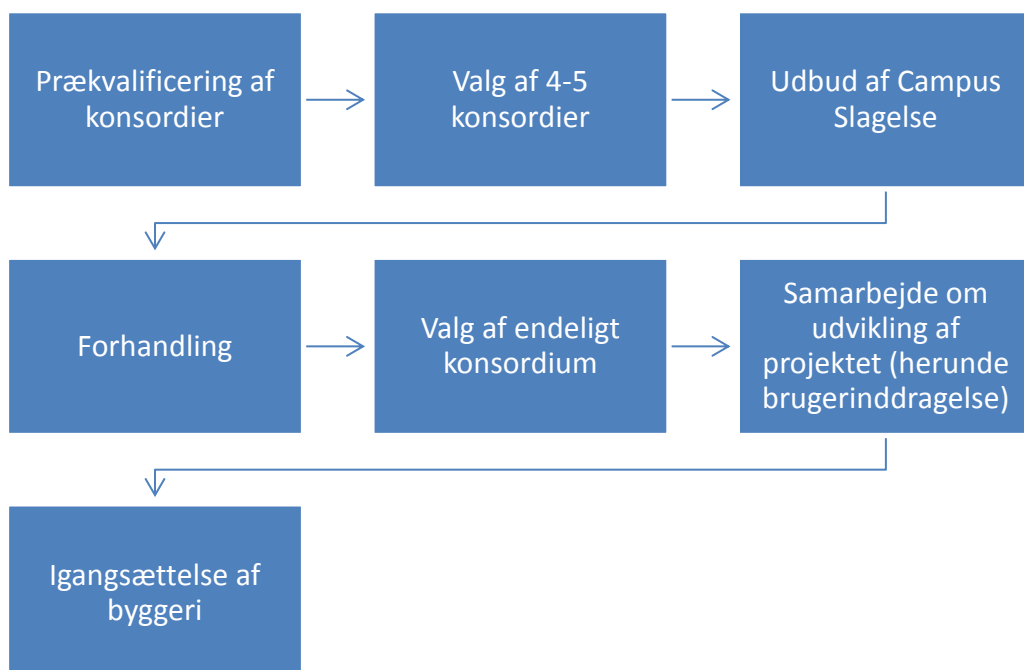 Prækvalificering af
konsordier
Valg af 4-5
konsordier
Udbud af Campus
Slagelse
Forhandling
Valg af endeligt
konsordium
Samarbejde om
udvikling af
projektet (herunde
brugerinddragelse)
Igangsættelse af
byggeri